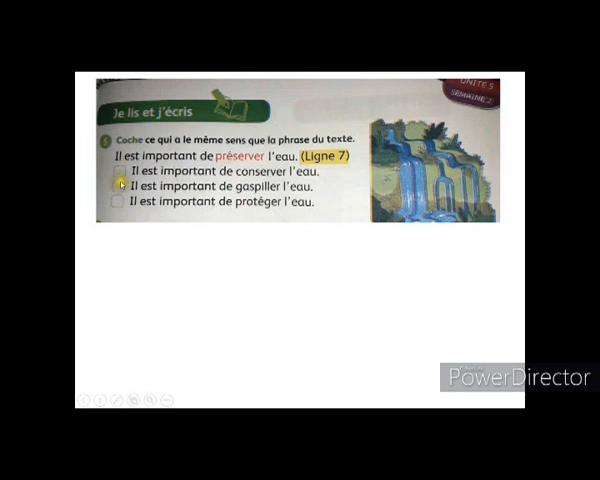 UNITÉ 5
SEMAINE 2
Je lis et j'écris
Coche ce qui a le même sens que la phrase du texte.
Il est important de préserver l'eau. (Ligne 7)
Il est important de conserver l'eau.
Il est important de gaspiller l'eau.
Il est important de protéger l'eau.
PowerDirector